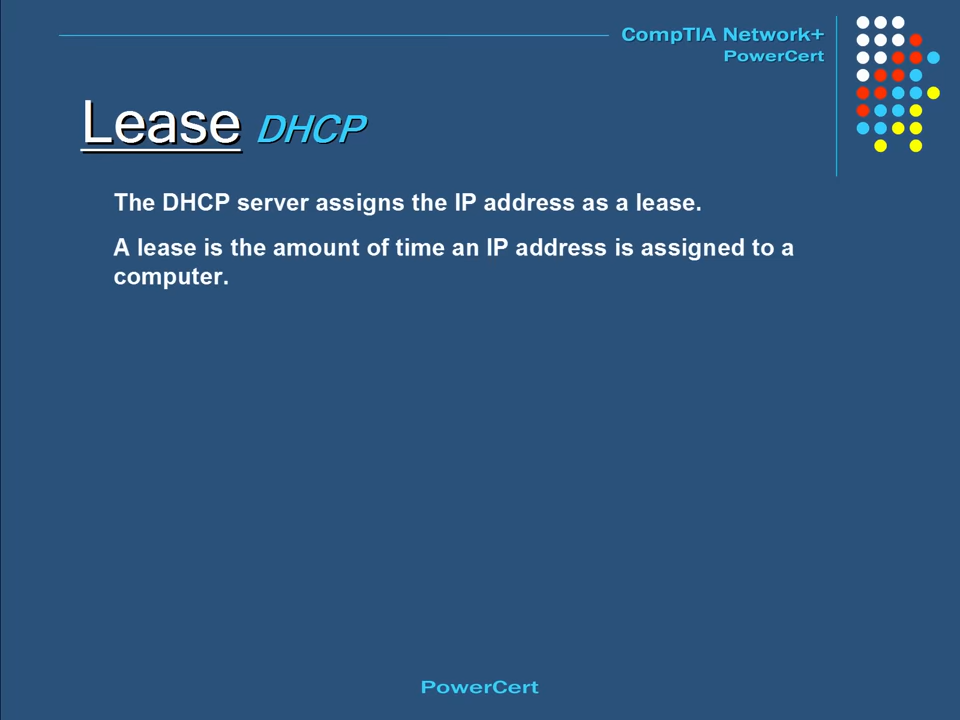 CompTIA Network+
PowerCert
Lease DHCP
The DHCP server assigns the IP address as a lease.
A lease is the amount of time an IP address is assigned to a
computer.
PowerCert